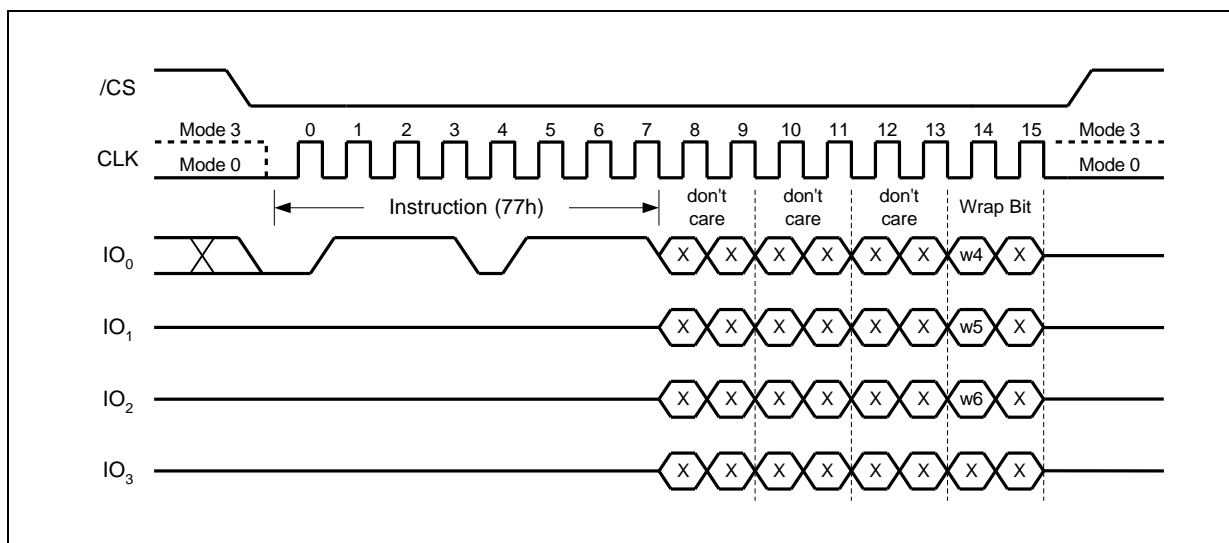 /CS
Mode 3 0 1 2 3 4 5 6 7 8 9 10 11 12 13 14 15 Mode 3
CLK Mode 0 Mode 0
Instruction (77h) don't care don't care don't care Wrap Bit
IO0 X X X X X X w4 X
IO1 X X X X X X w5 X
IO2 X X X X X X w6 X
IO3 X X X X X X X X